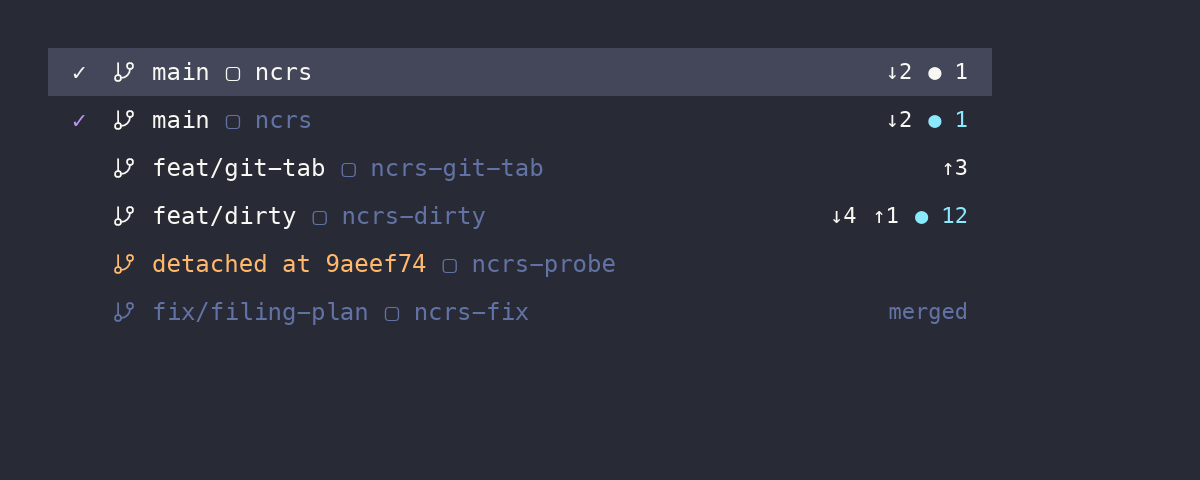 ✓ main ▢ ncrs ↓2 ● 1
✓ main ▢ ncrs ↓2 ● 1
feat/git-tab ▢ ncrs-git-tab ↑3
feat/dirty ▢ ncrs-dirty ↓4 ↑1 ● 12
detached at 9aeef74 ▢ ncrs-probe
fix/filing-plan ▢ ncrs-fix merged